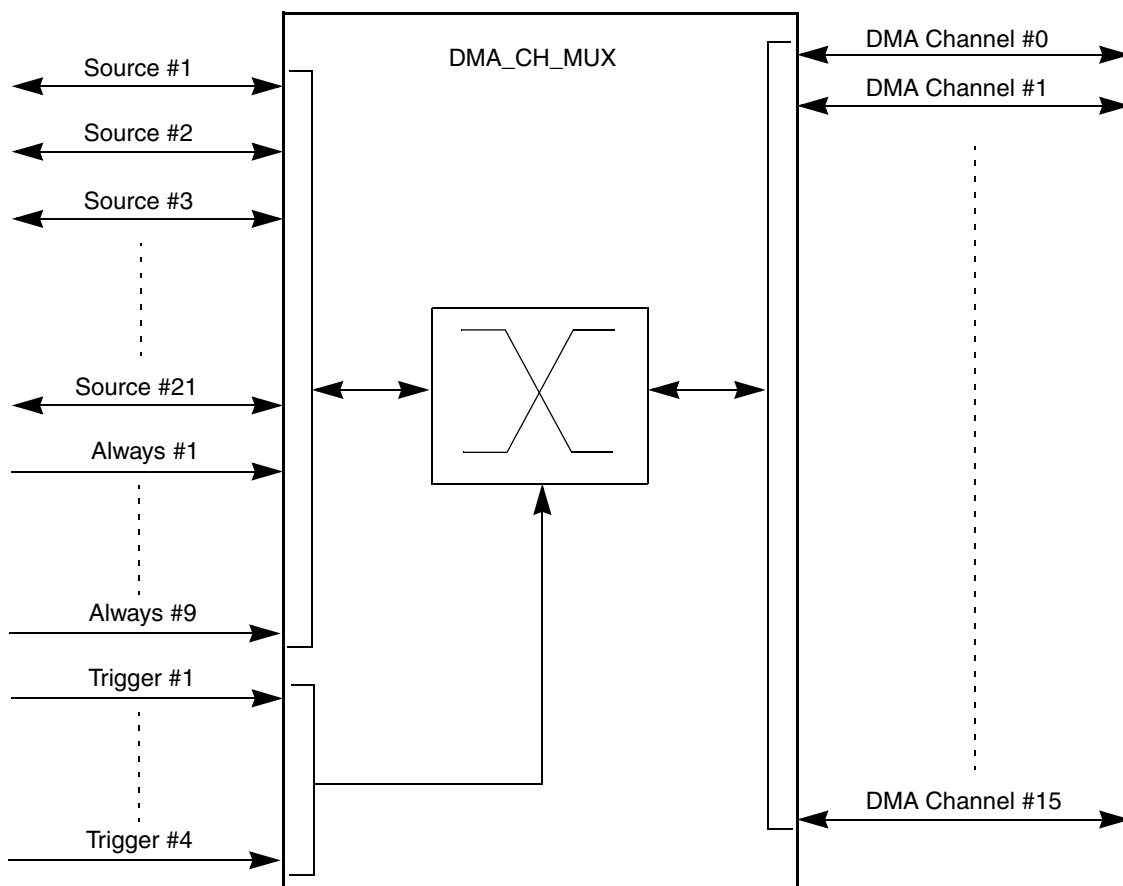 DMA_CH_MUX
Source #1
Source #2
Source #3
Source #21
Always #1
Always #9
Trigger #1
Trigger #4
DMA Channel #0
DMA Channel #1
DMA Channel #15